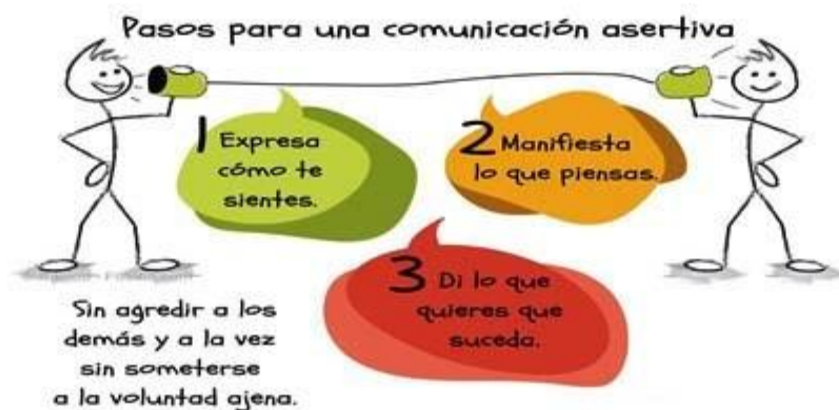 Pasos para una comunicación asertiva
1 Expresa
cómo te
sientes.
2 Manifiesta
lo que piensas.
3 Di lo que
quieres que
suceda.
Sin agredir a los
demás y a la vez
sin someterse
a la voluntad ajena.